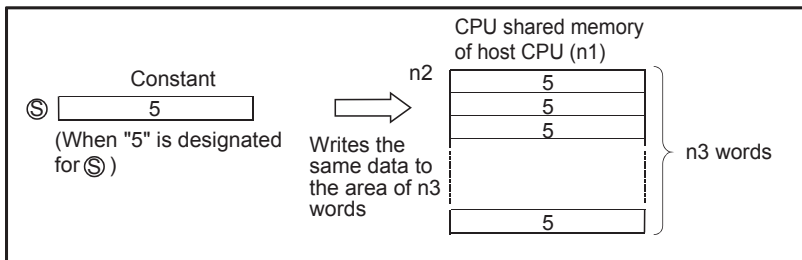 Constant
Ⓢ 5
(When "5" is designated
for Ⓢ )
Writes the
same data to
the area of n3
words
CPU shared memory
of host CPU (n1)
n2
5
5
5
5
n3 words